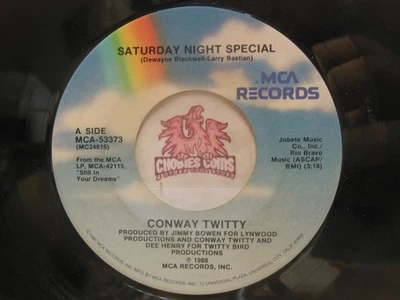 SATURDAY NIGHT SPECIAL
(Dewayne Blackwell-Larry Bastian)
MCA
RECORDS
A SIDE
MCA-53373
(MC24816)
From the MCA
LP, MCA-42115,
"Still In
Your Dreams"
Jobete Music
Co., Inc./
Rio Bravo
Music (ASCAP/
BMI) (3:18)
CONWAY TWITTY
PRODUCED BY JIMMY BOWEN FOR LYNWOOD
PRODUCTIONS AND CONWAY TWITTY AND
DEE HENRY FOR TWITTY BIRD
PRODUCTIONS
℗ 1988
MCA RECORDS, INC.